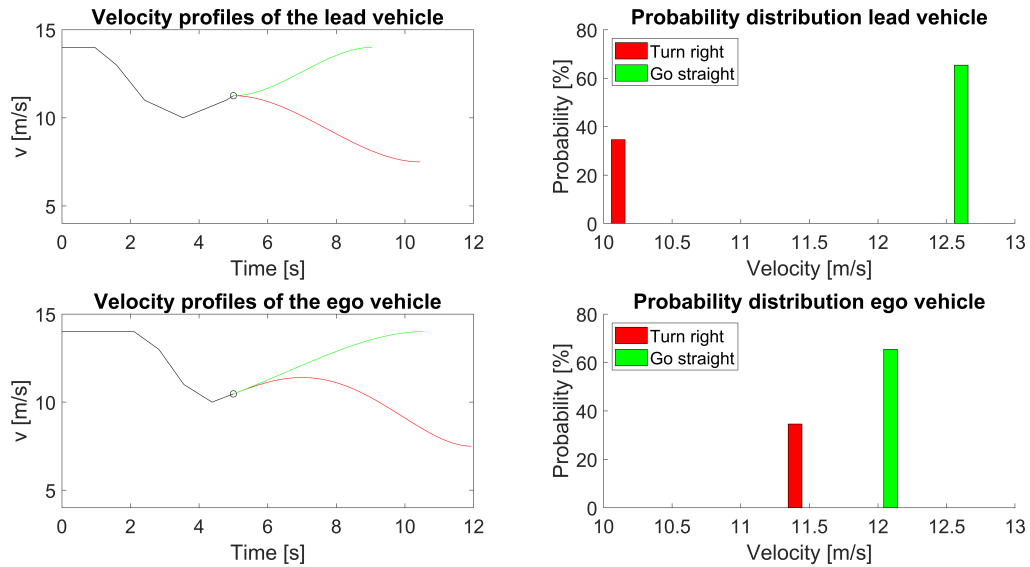 Velocity profiles of the lead vehicle
15
10
5
v [m/s]
0 2 4 6 8 10 12
Time [s]
Probability distribution lead vehicle
80
60
40
20
0
Probability [%]
Turn right
Go straight
10 10.5 11 11.5 12 12.5 13
Velocity [m/s]
Velocity profiles of the ego vehicle
15
10
5
v [m/s]
0 2 4 6 8 10 12
Time [s]
Probability distribution ego vehicle
80
60
40
20
0
Probability [%]
Turn right
Go straight
10 10.5 11 11.5 12 12.5 13
Velocity [m/s]